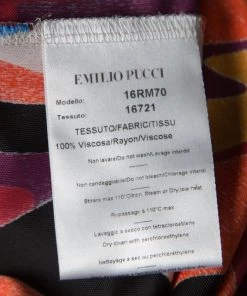 EMILIO PUCCI
Modello: 16RM70
Tessuto: 16721
TESSUTO/FABRIC/TISSU
100% Viscosa/Rayon/Viscose
Non lavare/Do not wash/Lavage interdit
Non candeggiabile/Do not bleach/Chlorage interdit
Stirare max 110°C/Iron, Steam or Dry, low heat
Repassage à 110°C max
Lavaggio a secco con tetracloroetilene
Dry clean with perchloroethylene
Nettoyage a sec au perchlor